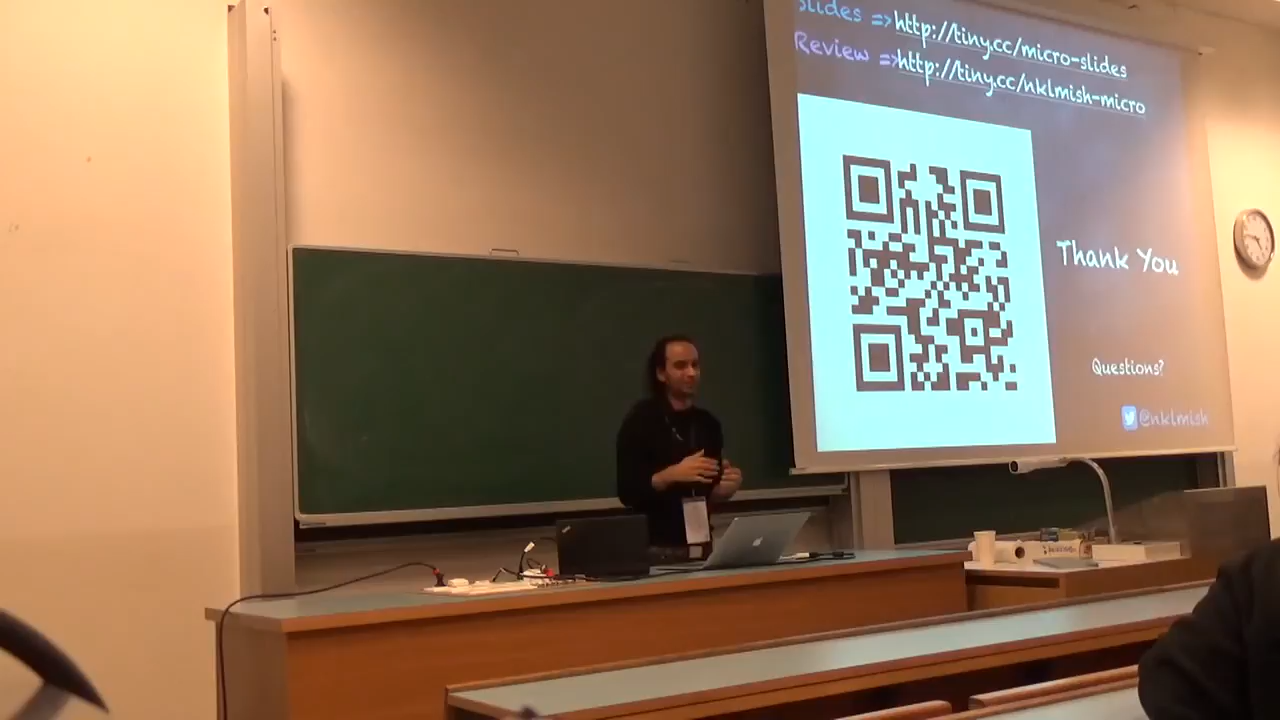 Slides =>http://tiny.cc/micro-slides
Review =>http://tiny.cc/nklmish-micro
Thank You
Questions?
@nklmish